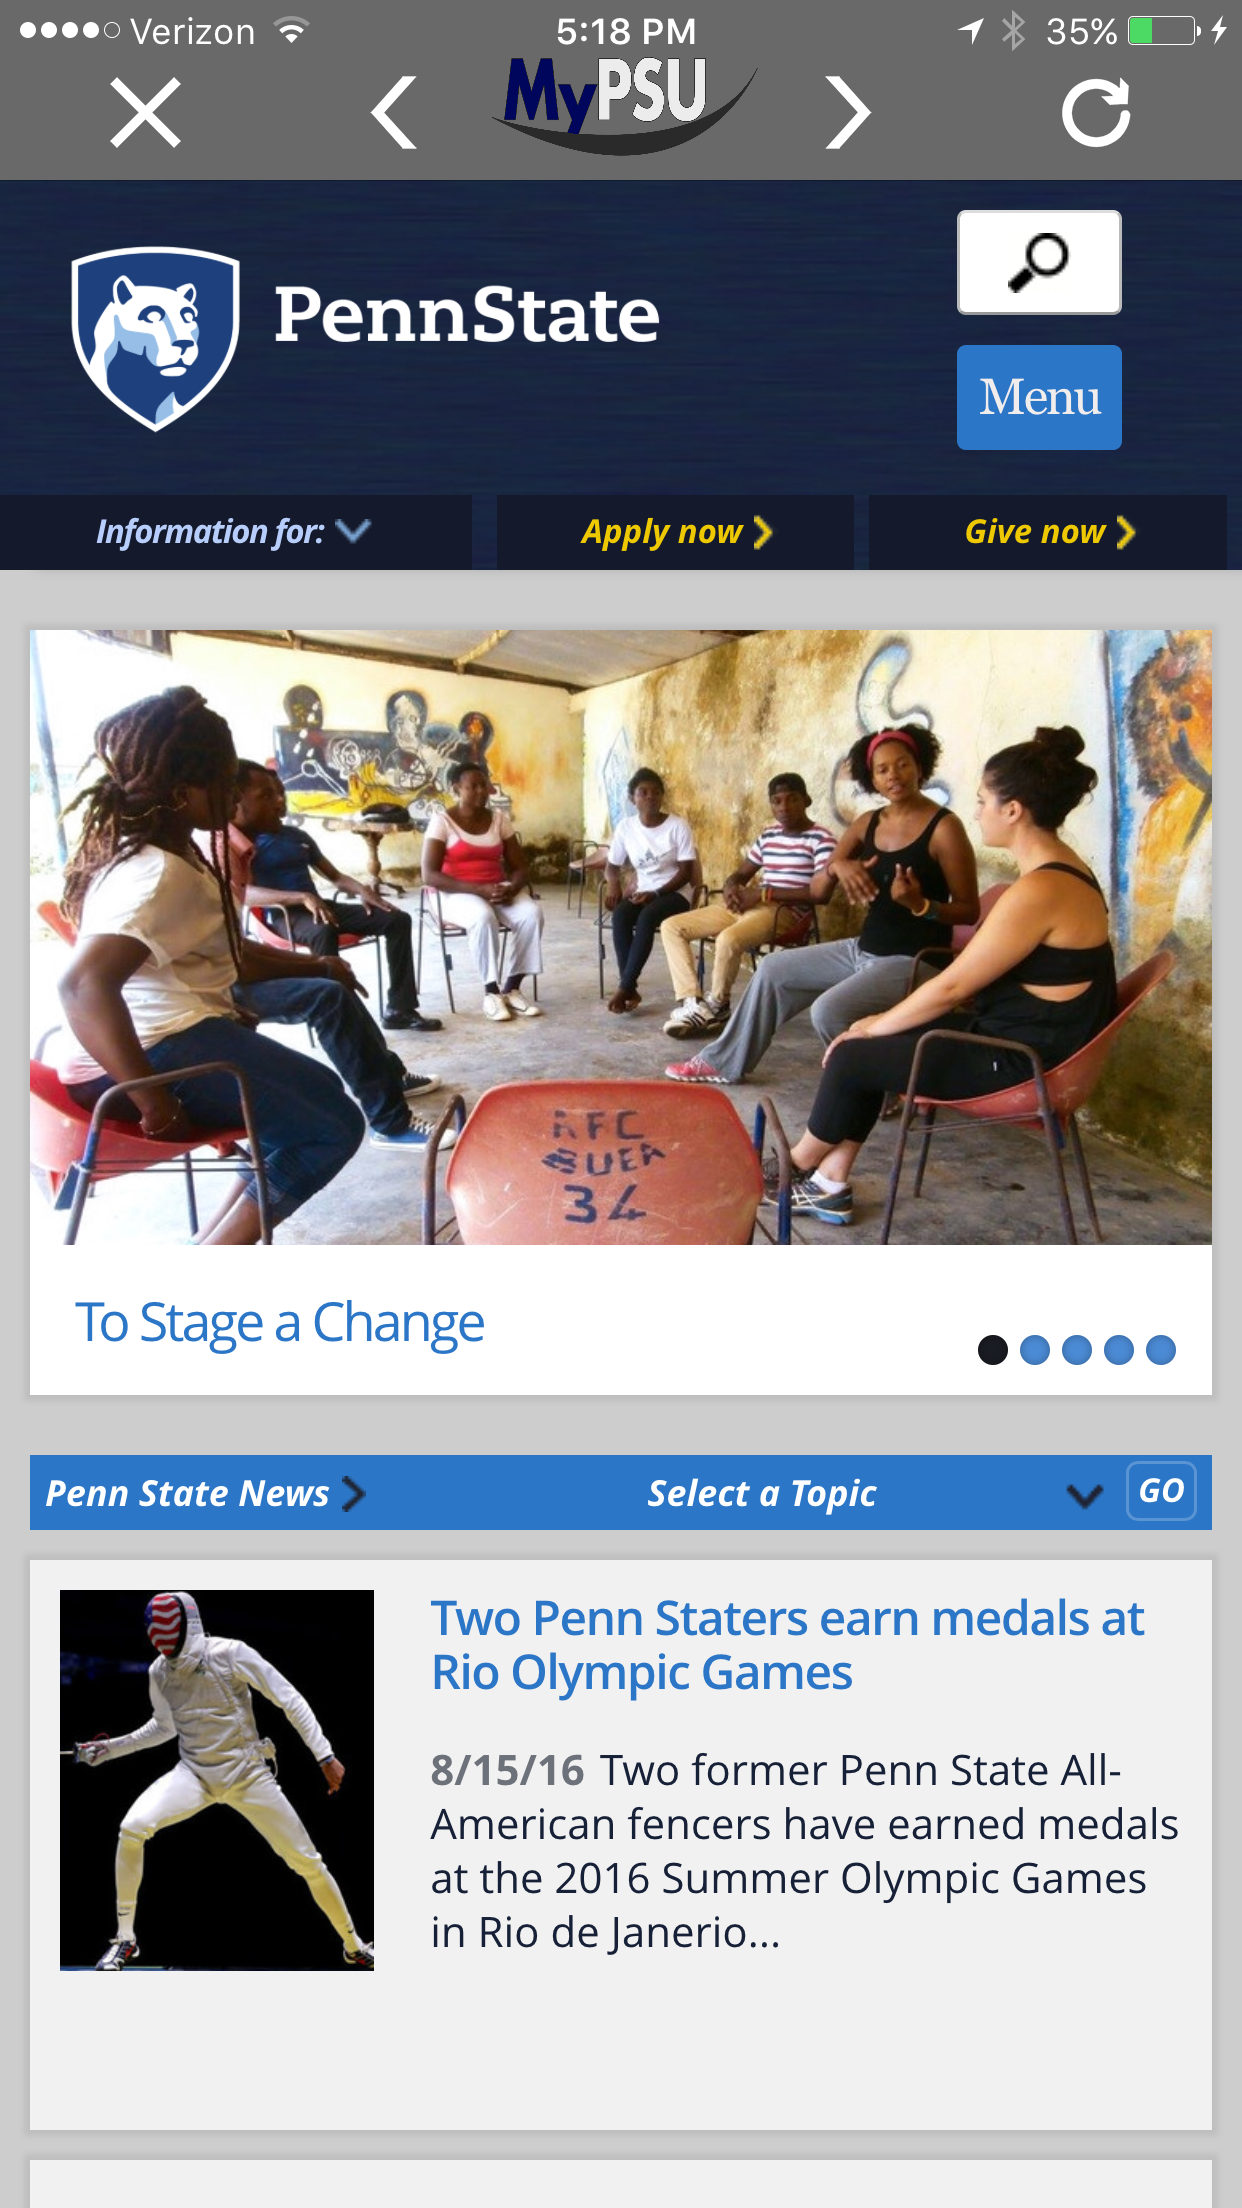 Verizon 5:18 PM 35%
MyPSU
PennState
Menu
Information for: Apply now Give now
RFC
BUEA
34
To Stage a Change
Penn State News Select a Topic GO
Two Penn Staters earn medals at
Rio Olympic Games
8/15/16 Two former Penn State All-
American fencers have earned medals
at the 2016 Summer Olympic Games
in Rio de Janerio...